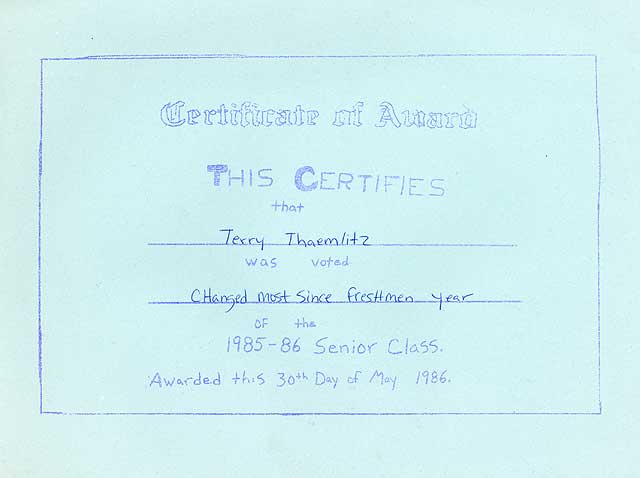 Certificate of Award
THIS CERTIFIES
that
Terry Thaemlitz
was voted
CHanged most since fresHmen year
OF the
1985-86 Senior Class.
Awarded this 30th Day of May 1986.